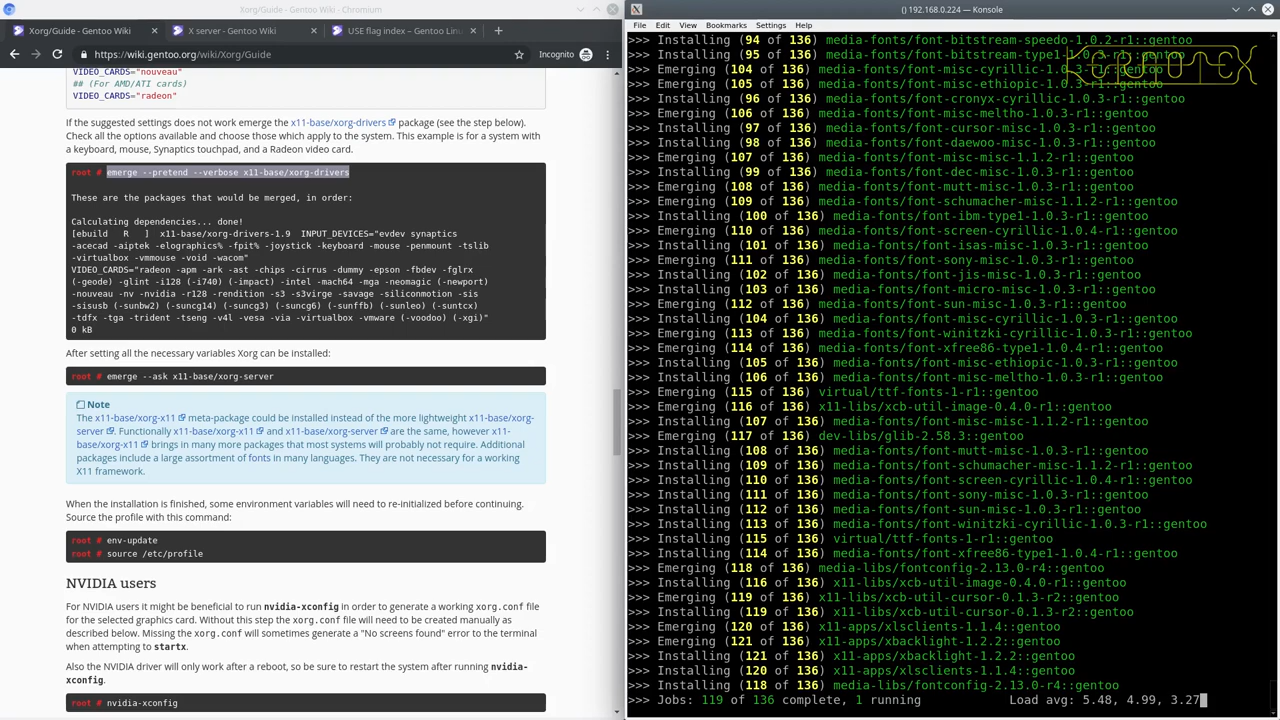 Xorg/Guide - Gentoo Wiki - Chromium
Xorg/Guide - Gentoo Wiki
X server - Gentoo Wiki
USE flag index – Gentoo Linu
https://wiki.gentoo.org/wiki/Xorg/Guide
Incognito
VIDEO_CARDS="nouveau"
## (For AMD/ATI cards)
VIDEO_CARDS="radeon"
If the suggested settings does not work emerge the x11-base/xorg-drivers package (see the step below).
Check all the options available and choose those which apply to the system. This example is for a system with
a keyboard, mouse, Synaptics touchpad, and a Radeon video card.
root # emerge --pretend --verbose x11-base/xorg-drivers
These are the packages that would be merged, in order:
Calculating dependencies... done!
[ebuild   R   ]  x11-base/xorg-drivers-1.9  INPUT_DEVICES="evdev synaptics
-acecad -aiptek -elographics% -fpit% -joystick -keyboard -mouse -penmount -tslib
-virtualbox -vmmouse -void -wacom"
VIDEO_CARDS="radeon -apm -ark -ast -chips -cirrus -dummy -epson -fbdev -fglrx
(-geode) -glint -i128 (-i740) (-impact) -intel -mach64 -mga -neomagic (-newport)
-nouveau -nv -nvidia -r128 -rendition -s3 -s3virge -savage -siliconmotion -sis
-sisusb (-sunbw2) (-suncg14) (-suncg3) (-suncg6) (-sunffb) (-sunleo) (-suntcx)
-tdfx -tga -trident -tseng -v4l -vesa -via -virtualbox -vmware (-voodoo) (-xgi)"
0 kB
After setting all the necessary variables Xorg can be installed:
root # emerge --ask x11-base/xorg-server
Note
The x11-base/xorg-x11 meta-package could be installed instead of the more lightweight x11-base/xorg-
server. Functionally x11-base/xorg-x11 and x11-base/xorg-server are the same, however x11-
base/xorg-x11 brings in many more packages that most systems will probably not require. Additional
packages include a large assortment of fonts in many languages. They are not necessary for a working
X11 framework.
When the installation is finished, some environment variables will need to re-initialized before continuing.
Source the profile with this command:
root # env-update
root # source /etc/profile
NVIDIA users
For NVIDIA users it might be beneficial to run nvidia-xconfig in order to generate a working xorg.conf file
for the selected graphics card. Without this step the xorg.conf file will need to be created manually as
described below. Missing the xorg.conf will sometimes generate a "No screens found" error to the terminal
when attempting to startx.
Also the NVIDIA driver will only work after a reboot, so be sure to restart the system after running nvidia-
xconfig.
root # nvidia-xconfig
() 192.168.0.224 — Konsole
File Edit View Bookmarks Settings Help
>>> Installing (94 of 136) media-fonts/font-bitstream-speedo-1.0.2-r1::gentoo
>>> Installing (95 of 136) media-fonts/font-bitstream-type1-1.0.3-r1::gentoo
>>> Emerging (104 of 136) media-fonts/font-misc-cyrillic-1.0.3-r1::gentoo
>>> Emerging (105 of 136) media-fonts/font-misc-ethiopic-1.0.3-r1::gentoo
>>> Installing (96 of 136) media-fonts/font-cronyx-cyrillic-1.0.3-r1::gentoo
>>> Emerging (106 of 136) media-fonts/font-misc-meltho-1.0.3-r1::gentoo
>>> Installing (97 of 136) media-fonts/font-cursor-misc-1.0.3-r1::gentoo
>>> Installing (98 of 136) media-fonts/font-daewoo-misc-1.0.3-r1::gentoo
>>> Emerging (107 of 136) media-fonts/font-misc-misc-1.1.2-r1::gentoo
>>> Installing (99 of 136) media-fonts/font-dec-misc-1.0.3-r1::gentoo
>>> Emerging (108 of 136) media-fonts/font-mutt-misc-1.0.3-r1::gentoo
>>> Emerging (109 of 136) media-fonts/font-schumacher-misc-1.1.2-r1::gentoo
>>> Installing (100 of 136) media-fonts/font-ibm-type1-1.0.3-r1::gentoo
>>> Emerging (110 of 136) media-fonts/font-screen-cyrillic-1.0.4-r1::gentoo
>>> Installing (101 of 136) media-fonts/font-isas-misc-1.0.3-r1::gentoo
>>> Emerging (111 of 136) media-fonts/font-sony-misc-1.0.3-r1::gentoo
>>> Installing (102 of 136) media-fonts/font-jis-misc-1.0.3-r1::gentoo
>>> Installing (103 of 136) media-fonts/font-micro-misc-1.0.3-r1::gentoo
>>> Emerging (112 of 136) media-fonts/font-sun-misc-1.0.3-r1::gentoo
>>> Installing (104 of 136) media-fonts/font-misc-cyrillic-1.0.3-r1::gentoo
>>> Emerging (113 of 136) media-fonts/font-winitzki-cyrillic-1.0.3-r1::gentoo
>>> Emerging (114 of 136) media-fonts/font-xfree86-type1-1.0.4-r1::gentoo
>>> Installing (105 of 136) media-fonts/font-misc-ethiopic-1.0.3-r1::gentoo
>>> Installing (106 of 136) media-fonts/font-misc-meltho-1.0.3-r1::gentoo
>>> Emerging (115 of 136) virtual/ttf-fonts-1-r1::gentoo
>>> Emerging (116 of 136) x11-libs/xcb-util-image-0.4.0-r1::gentoo
>>> Installing (107 of 136) media-fonts/font-misc-misc-1.1.2-r1::gentoo
>>> Emerging (117 of 136) dev-libs/glib-2.58.3::gentoo
>>> Installing (108 of 136) media-fonts/font-mutt-misc-1.0.3-r1::gentoo
>>> Installing (109 of 136) media-fonts/font-schumacher-misc-1.1.2-r1::gentoo
>>> Installing (110 of 136) media-fonts/font-screen-cyrillic-1.0.4-r1::gentoo
>>> Installing (111 of 136) media-fonts/font-sony-misc-1.0.3-r1::gentoo
>>> Installing (112 of 136) media-fonts/font-sun-misc-1.0.3-r1::gentoo
>>> Installing (113 of 136) media-fonts/font-winitzki-cyrillic-1.0.3-r1::gentoo
>>> Installing (115 of 136) virtual/ttf-fonts-1-r1::gentoo
>>> Installing (114 of 136) media-fonts/font-xfree86-type1-1.0.4-r1::gentoo
>>> Emerging (118 of 136) media-libs/fontconfig-2.13.0-r4::gentoo
>>> Installing (116 of 136) x11-libs/xcb-util-image-0.4.0-r1::gentoo
>>> Emerging (119 of 136) x11-libs/xcb-util-cursor-0.1.3-r2::gentoo
>>> Installing (119 of 136) x11-libs/xcb-util-cursor-0.1.3-r2::gentoo
>>> Emerging (120 of 136) x11-apps/xlsclients-1.1.4::gentoo
>>> Emerging (121 of 136) x11-apps/xbacklight-1.2.2::gentoo
>>> Installing (121 of 136) x11-apps/xbacklight-1.2.2::gentoo
>>> Installing (120 of 136) x11-apps/xlsclients-1.1.4::gentoo
>>> Installing (118 of 136) media-libs/fontconfig-2.13.0-r4::gentoo
>>> Jobs: 119 of 136 complete, 1 running Load avg: 5.48, 4.99, 3.27